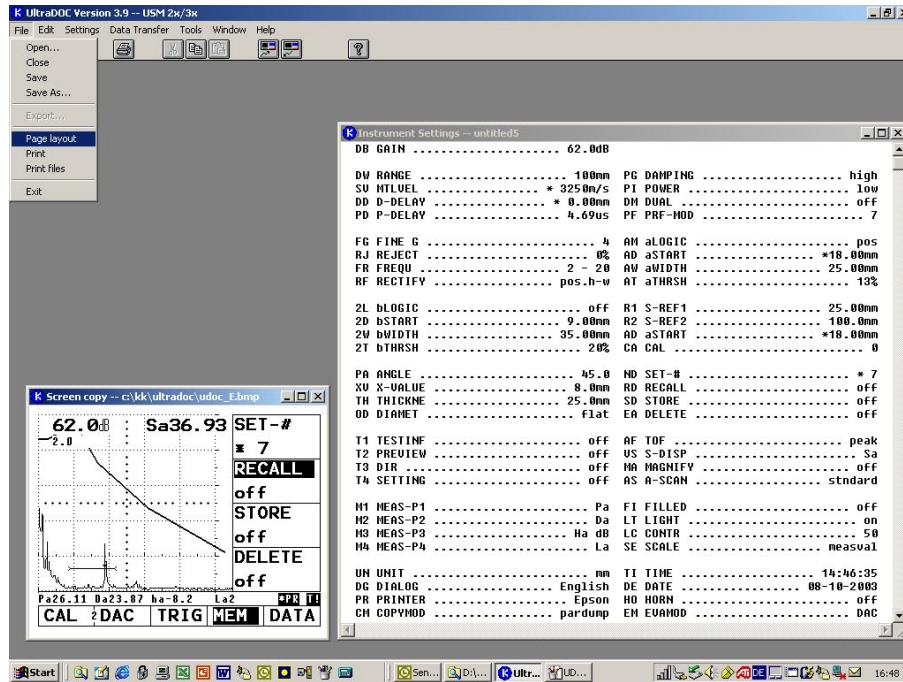 UltraDOC Version 3.9 -- USM 2x/3x
File Edit Settings Data Transfer Tools Window Help
Open...
Close
Save
Save As...
Export...
Page layout
Print
Print files
Exit
Instrument Settings -- untitled5
DB GAIN ..................... 62.0dB
DW RANGE ..................... 100mm PG DAMPING ..................... high
SV MTLVEL ................. * 3250m/s PI POWER ....................... low
DD D-DELAY ................ * 0.00mm DM DUAL ........................ off
PD P-DELAY .................. 4.69us PF PRF-MOD ....................... 7
FG FINE G ........................ 4 AM aLOGIC ...................... pos
RJ REJECT ....................... 0% AD aSTART .................. *18.00mm
FR FREQU ................... 2 - 20 AW aWIDTH ................... 25.00mm
RF RECTIFY ................. pos.h-w AT aTHRSH ...................... 13%
2L bLOGIC ...................... off R1 S-REF1 ................... 25.00mm
2D bSTART ................... 9.00mm R2 S-REF2 ................... 100.0mm
2W bWIDTH .................. 35.00mm AD aSTART .................. *18.00mm
2T bTHRSH ...................... 20% CA CAL ........................... 0
PA ANGLE ...................... 45.0 ND SET-# ....................... * 7
XV X-VALUE ................... 8.0mm RD RECALL ...................... off
TH THICKNE .................. 25.0mm SD STORE ....................... off
OD DIAMET ..................... flat EA DELETE ...................... off
T1 TESTINF ..................... off AF TOF ........................ peak
T2 PREVIEW ..................... off VS S-DISP ....................... Sa
T3 DIR ......................... off MA MAGNIFY ..................... off
T4 SETTING ..................... off AS A-SCAN .................. stndard
M1 MEAS-P1 ...................... Pa FI FILLED ...................... off
M2 MEAS-P2 ...................... Da LT LIGHT ........................ on
M3 MEAS-P3 ................... Ha dB LC CONTR ........................ 50
M4 MEAS-P4 ...................... La SE SCALE ................... measval
UN UNIT ......................... mm TI TIME ................... 14:46:35
DG DIALOG .................. English DE DATE ................. 08-10-2003
PR PRINTER ................... Epson HO HORN ........................ off
CM COPYMOD ................. pardump EM EVAMOD ...................... DAC
Screen copy -- c:\kk\ultradoc\udoc_E.bmp
62.0dB : Sa36.93 SET-#
2.0
* 7
RECALL
off
STORE
off
DELETE
off
Pa26.11 Da23.87 ha-8.2 La2 *PR T!
CAL 2DAC TRIG MEM DATA
Start
Sen...
D:\...
Ultr...
UD...
DE
16:48